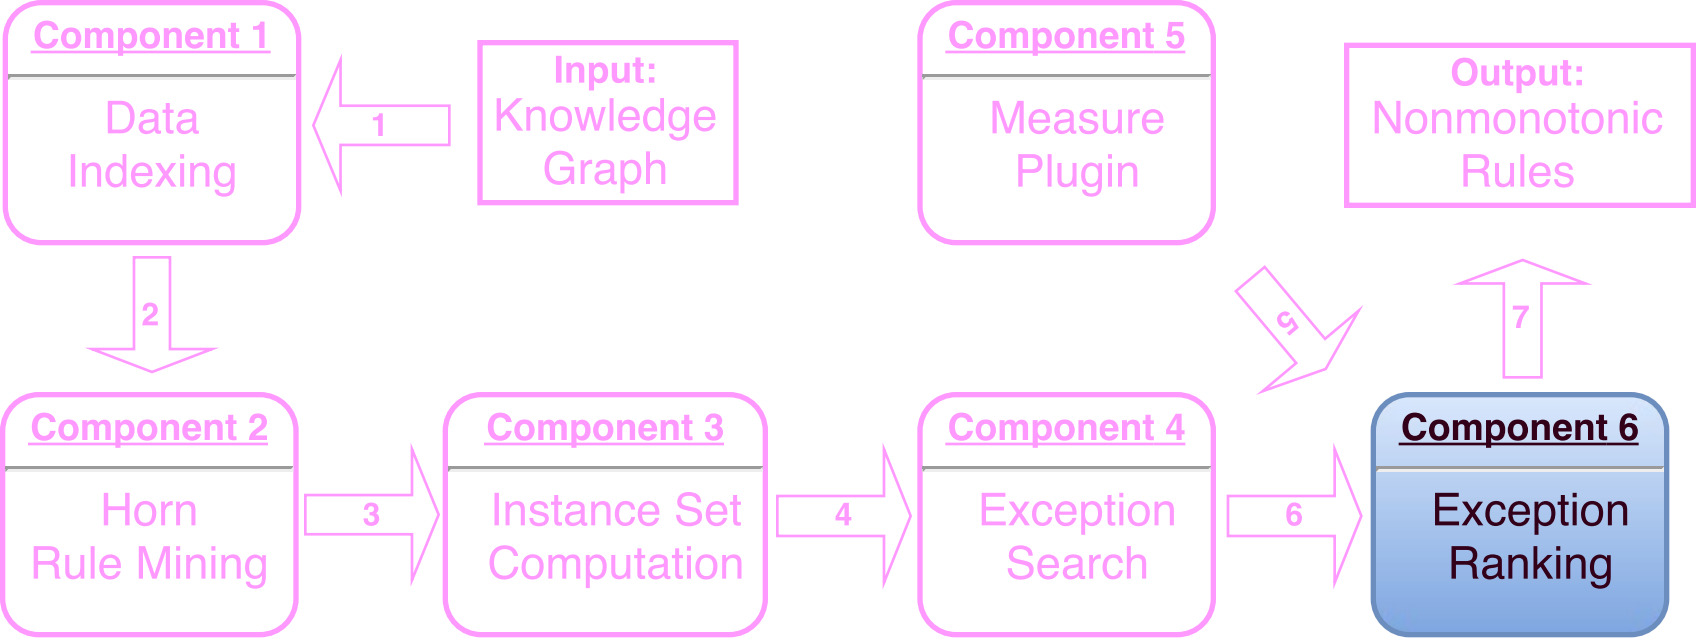 Component 1
Data
Indexing
1
Input:
Knowledge
Graph
Component 5
Measure
Plugin
Output:
Nonmonotonic
Rules
2
5
7
Component 2
Horn
Rule Mining
3
Component 3
Instance Set
Computation
4
Component 4
Exception
Search
6
Component 6
Exception
Ranking